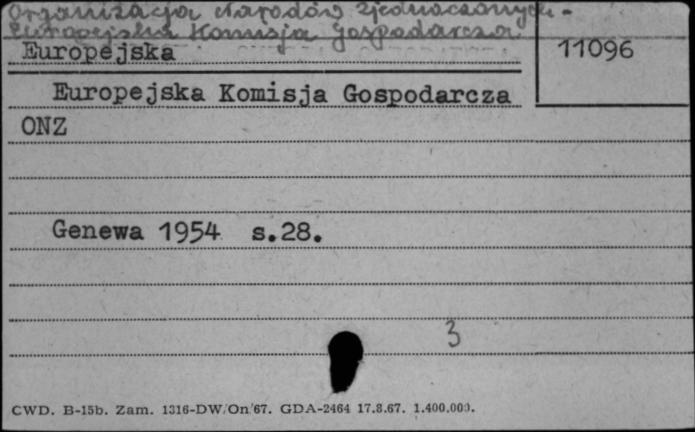 Organizacja Narodów Zjednoczonych -
Europejska Komisja Gospodarcza.
Europejska
11096
Europejska Komisja Gospodarcza
ONZ
Genewa 1954 s.28.
3
CWD. B-15b. Zam. 1316-DW/On/67. GDA-2464 17.8.67. 1.400.000.